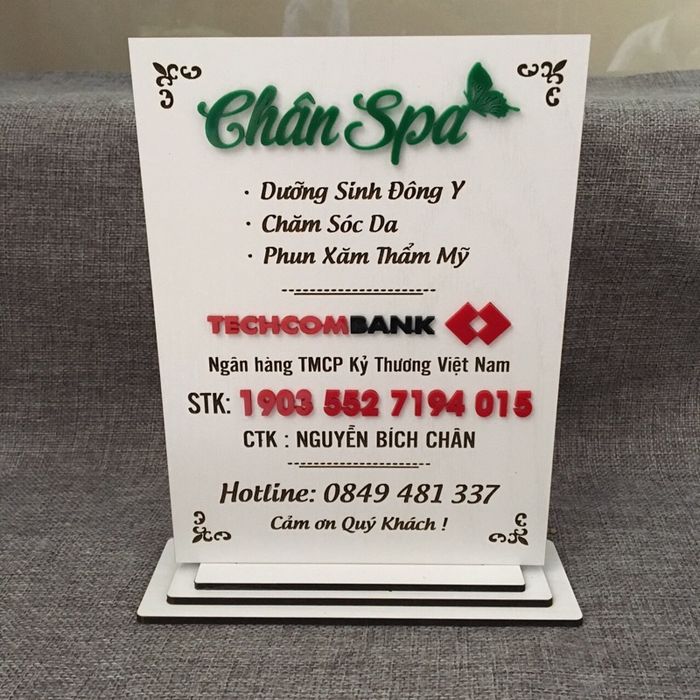 Chân Spa
· Dưỡng Sinh Đông Y
· Chăm Sóc Da
· Phun Xăm Thẩm Mỹ
TECHCOMBANK
Ngân hàng TMCP Kỷ Thương Việt Nam
STK: 1903 552 7194 015
CTK : NGUYỄN BÍCH CHÂN
Hotline: 0849 481 337
Cảm ơn Quý Khách !